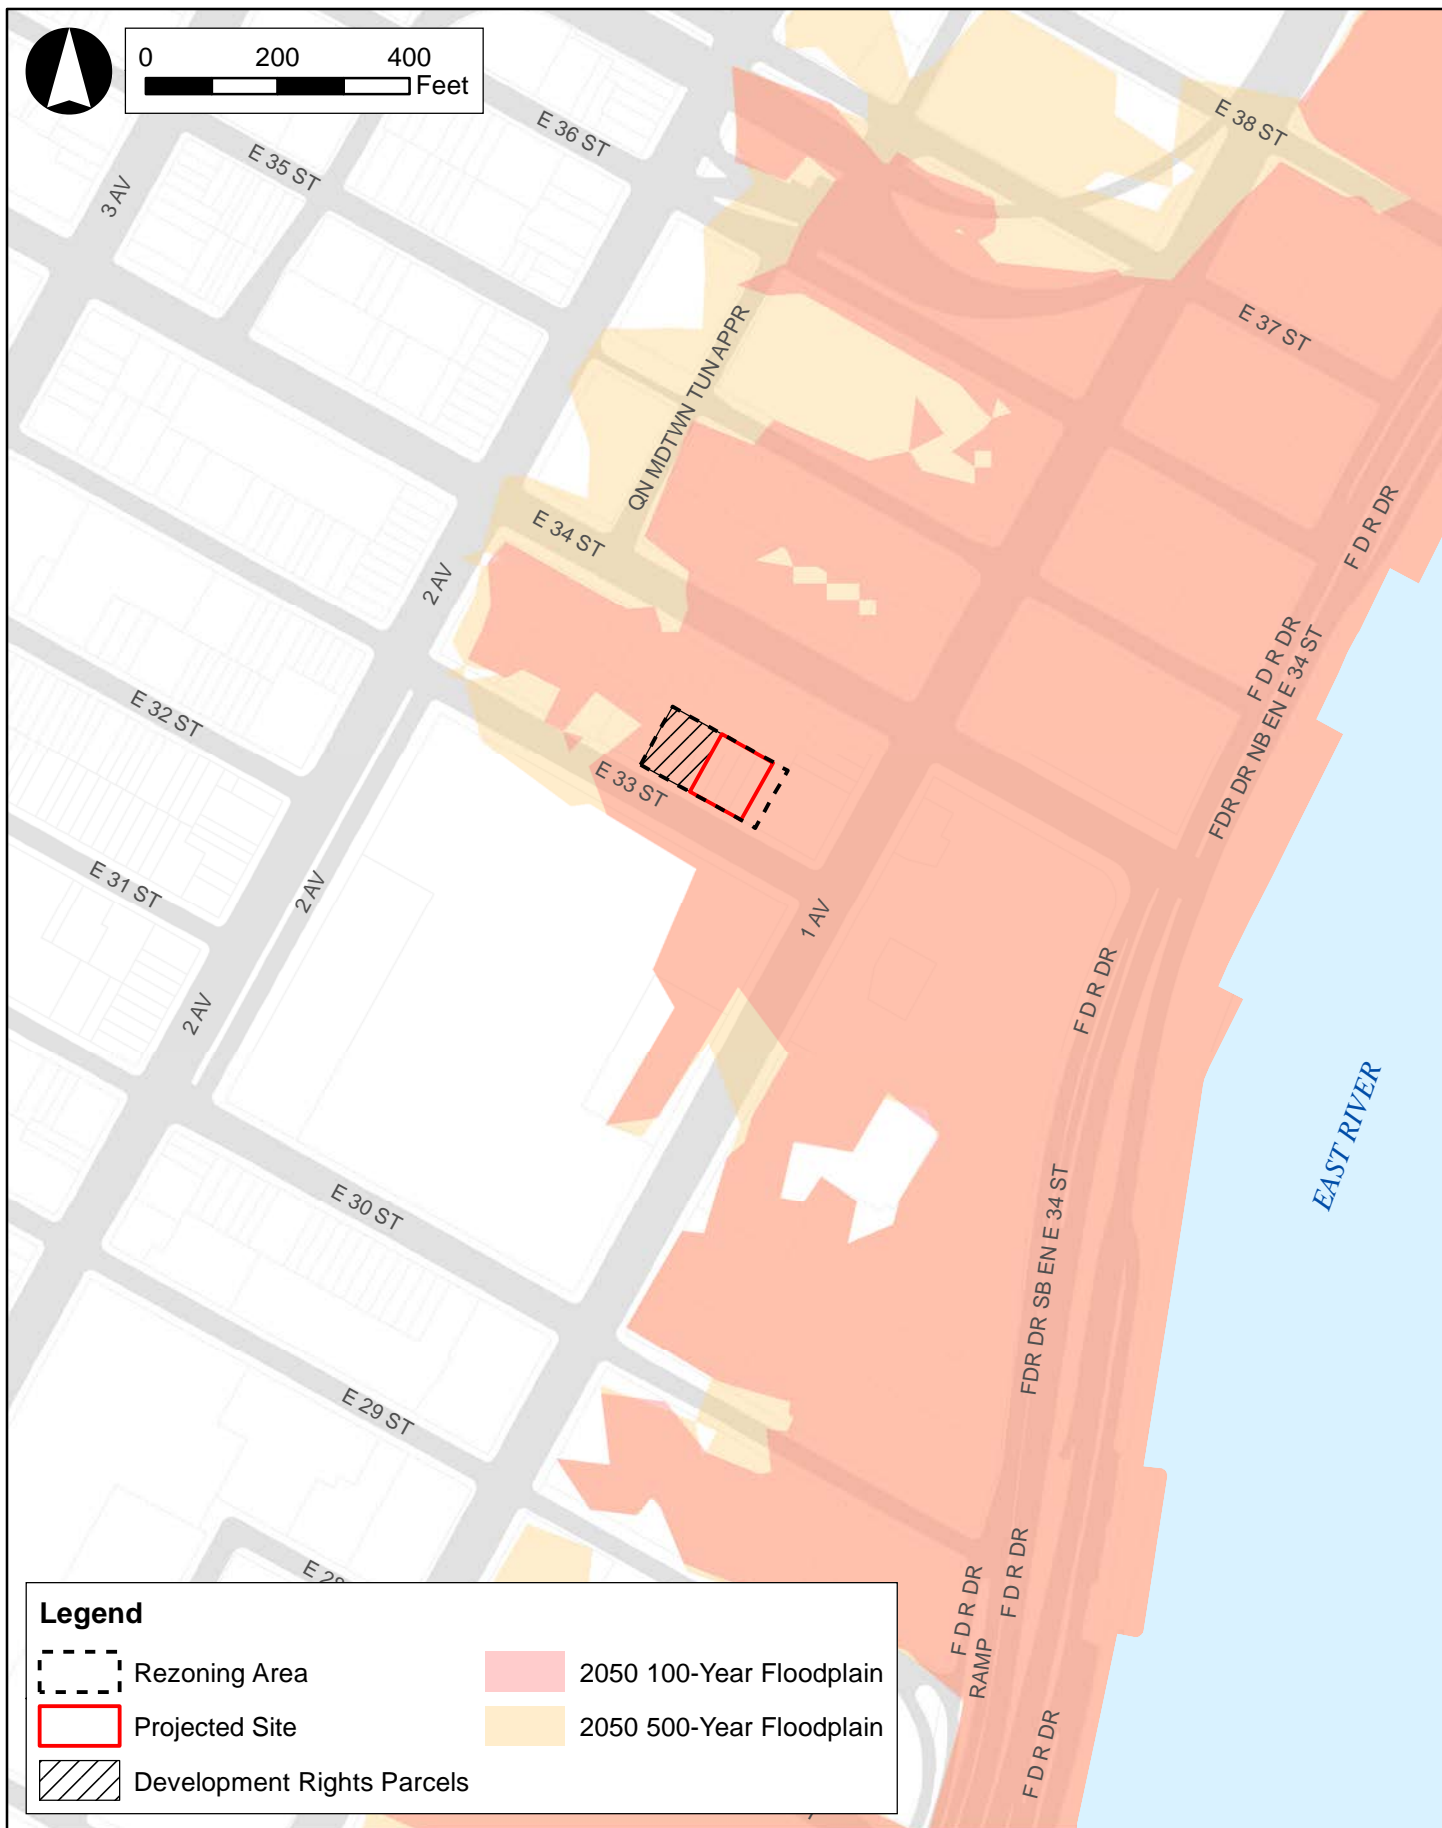 0 200 400
Feet
E 38 ST
E 36 ST
E 35 ST
3 AV
E 37 ST
QN MDTWN TUN APPR
F D R DR
E 34 ST
2 AV
F D R DR
FDR DR NB EN E 34 ST
E 32 ST
E 33 ST
E 31 ST
2 AV
1 AV
F D R DR
2 AV
EAST RIVER
E 30 ST
FDR DR SB EN E 34 ST
E 29 ST
E 28
F D R DR
F D R DR
RAMP
F D R DR
Legend
Rezoning Area
Projected Site
Development Rights Parcels
2050 100-Year Floodplain
2050 500-Year Floodplain